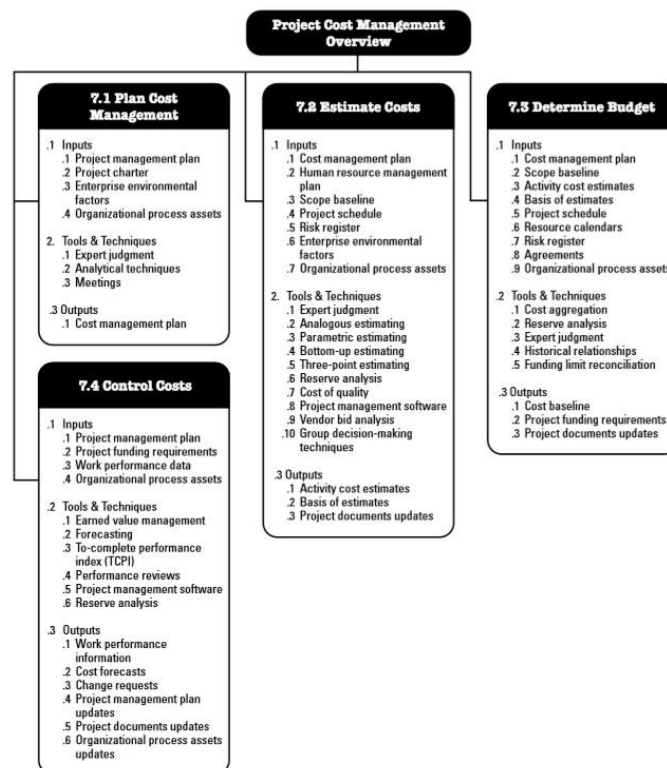 Project Cost Management
Overview
7.1 Plan Cost
Management
.1 Inputs
.1 Project management plan
.2 Project charter
.3 Enterprise environmental
factors
.4 Organizational process assets
2. Tools & Techniques
.1 Expert judgment
.2 Analytical techniques
.3 Meetings
.3 Outputs
.1 Cost management plan
7.2 Estimate Costs
.1 Inputs
.1 Cost management plan
.2 Human resource management
plan
.3 Scope baseline
.4 Project schedule
.5 Risk register
.6 Enterprise environmental
factors
.7 Organizational process assets
2. Tools & Techniques
.1 Expert judgment
.2 Analogous estimating
.3 Parametric estimating
.4 Bottom-up estimating
.5 Three-point estimating
.6 Reserve analysis
.7 Cost of quality
.8 Project management software
.9 Vendor bid analysis
.10 Group decision-making
techniques
.3 Outputs
.1 Activity cost estimates
.2 Basis of estimates
.3 Project documents updates
7.3 Determine Budget
.1 Inputs
.1 Cost management plan
.2 Scope baseline
.3 Activity cost estimates
.4 Basis of estimates
.5 Project schedule
.6 Resource calendars
.7 Risk register
.8 Agreements
.9 Organizational process assets
.2 Tools & Techniques
.1 Cost aggregation
.2 Reserve analysis
.3 Expert judgment
.4 Historical relationships
.5 Funding limit reconciliation
.3 Outputs
.1 Cost baseline
.2 Project funding requirements
.3 Project documents updates
7.4 Control Costs
.1 Inputs
.1 Project management plan
.2 Project funding requirements
.3 Work performance data
.4 Organizational process assets
.2 Tools & Techniques
.1 Earned value management
.2 Forecasting
.3 To-complete performance
index (TCPI)
.4 Performance reviews
.5 Project management software
.6 Reserve analysis
.3 Outputs
.1 Work performance
information
.2 Cost forecasts
.3 Change requests
.4 Project management plan
updates
.5 Project documents updates
.6 Organizational process assets
updates